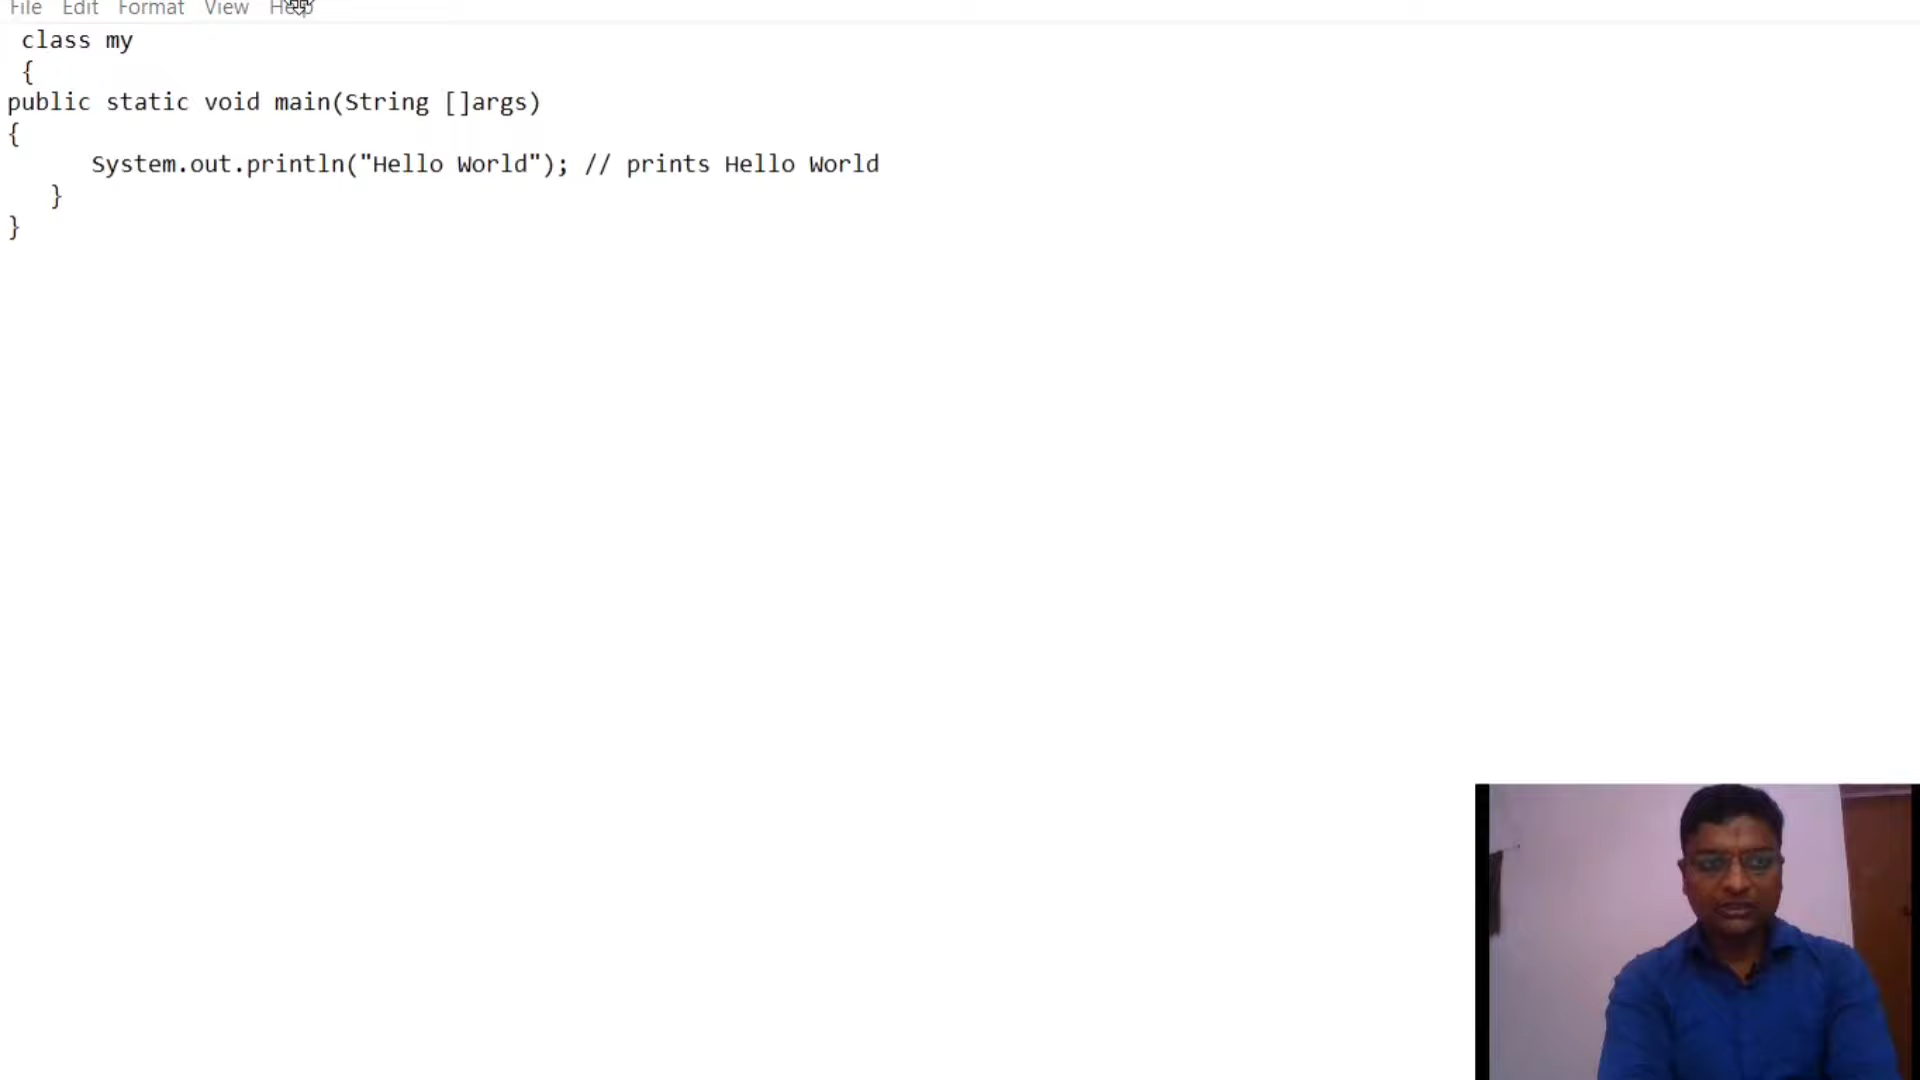 File Edit Format View Help
class my
{
public static void main(String []args)
{
System.out.println("Hello World"); // prints Hello World
}
}